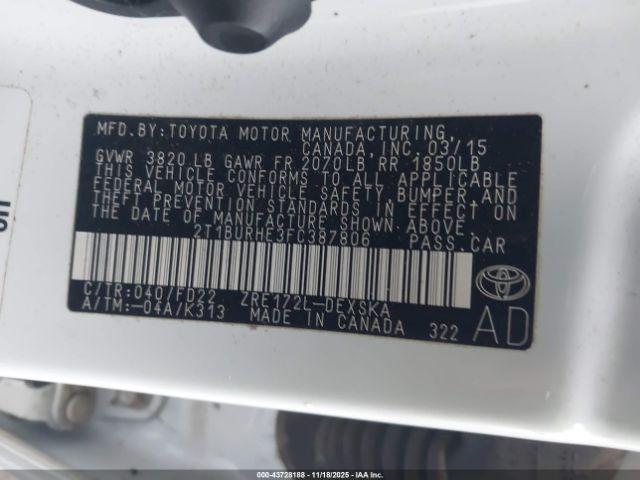 MFD. BY: TOYOTA MOTOR MANUFACTURING,
CANADA, INC. 03/15
GVWR 3820 LB GAWR FR 2070LB RR 1850LB
THIS VEHICLE CONFORMS TO ALL APPLICABLE
FEDERAL MOTOR VEHICLE SAFETY, BUMPER, AND
THEFT PREVENTION STANDARDS IN EFFECT ON
THE DATE OF MANUFACTURE SHOWN ABOVE.
2T1BURHE3FC387806 PASS. CAR
C/TR: 040/FD22 ZRE172L-DEXSKA
A/TM: -04A/K313 MADE IN CANADA 322 AD
000-43728188 - 11/18/2025 - IAA Inc.